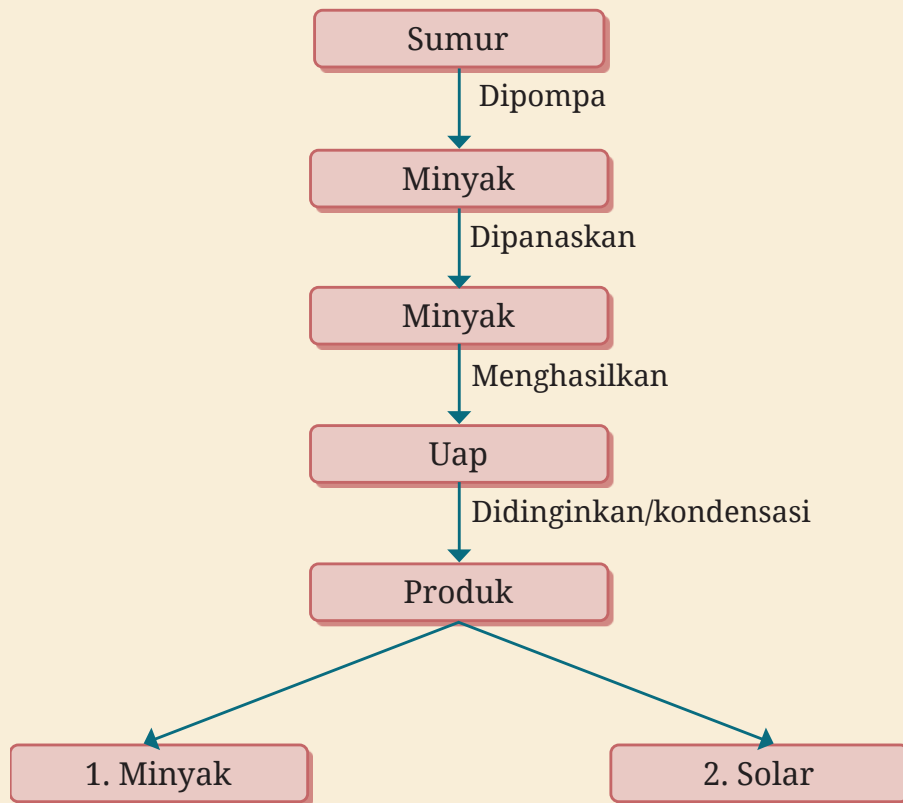 Sumur
Dipompa
Minyak
Dipanaskan
Minyak
Menghasilkan
Uap
Didinginkan/kondensasi
Produk
1. Minyak
2. Solar